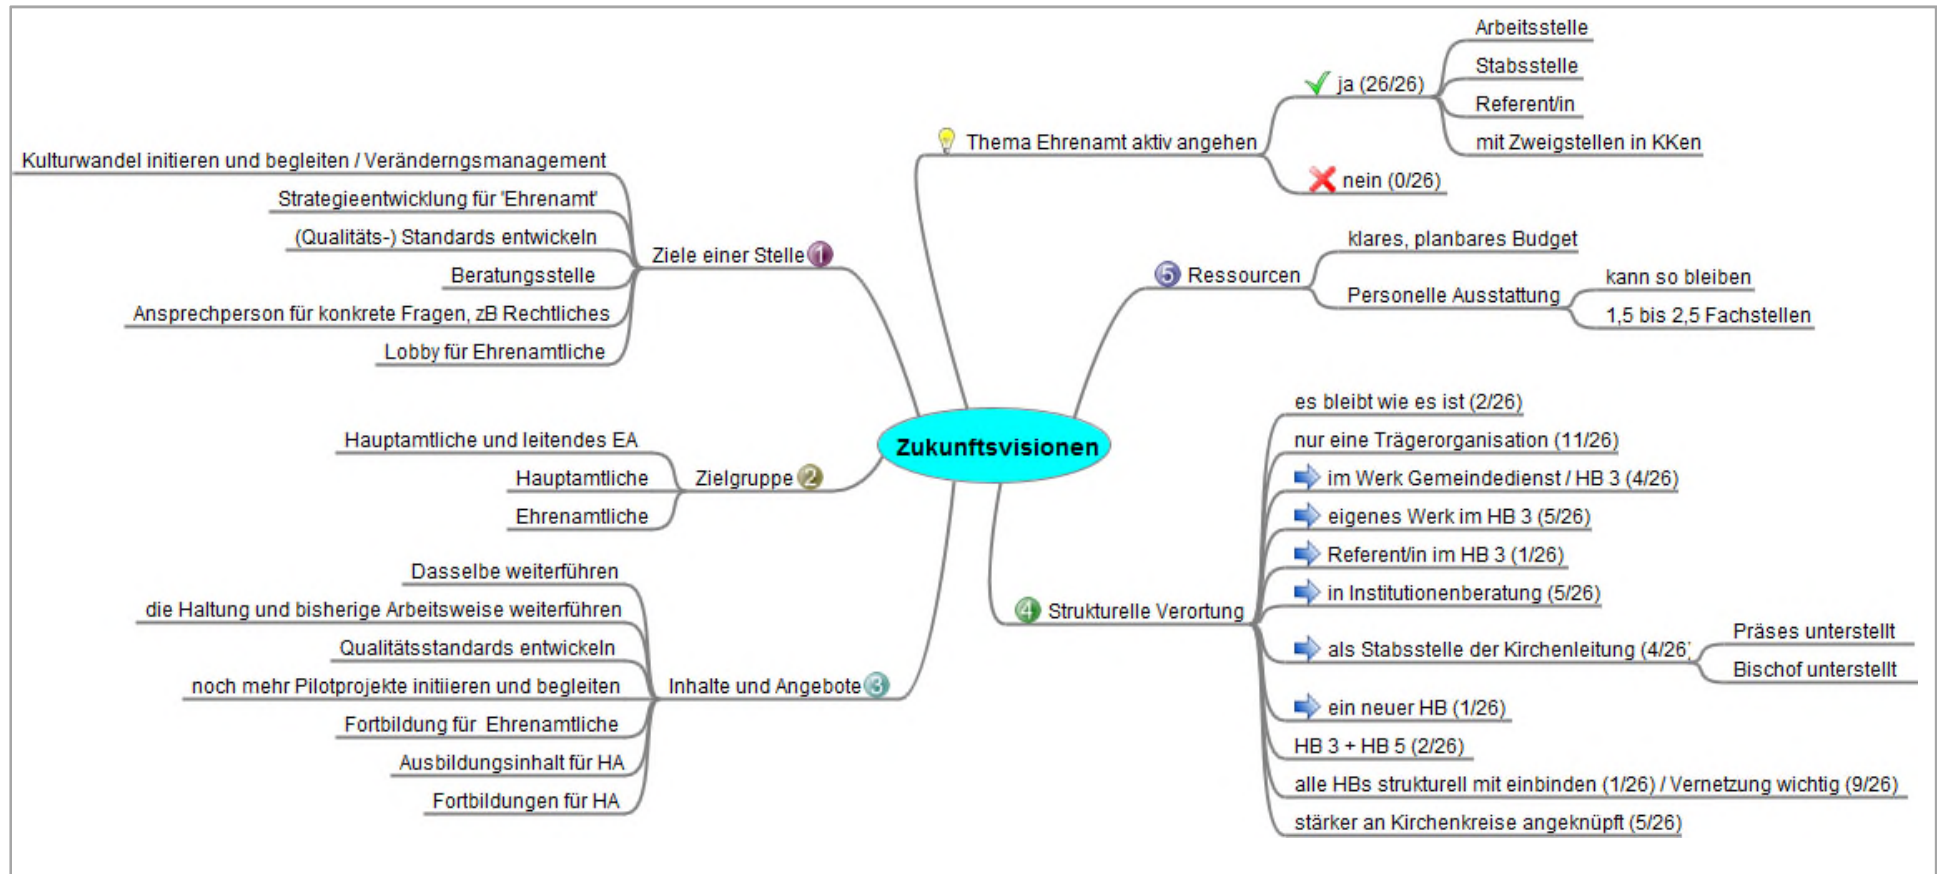 Zukunftsvisionen
Thema Ehrenamt aktiv angehen
ja (26/26)
Arbeitsstelle
Stabsstelle
Referent/in
mit Zweigstellen in KKen
nein (0/26)
1 Ziele einer Stelle
Kulturwandel initiieren und begleiten / Veränderngsmanagement
Strategieentwicklung für 'Ehrenamt'
(Qualitäts-) Standards entwickeln
Beratungsstelle
Ansprechperson für konkrete Fragen, zB Rechtliches
Lobby für Ehrenamtliche
2 Zielgruppe
Hauptamtliche und leitendes EA
Hauptamtliche
Ehrenamtliche
3 Inhalte und Angebote
Dasselbe weiterführen
die Haltung und bisherige Arbeitsweise weiterführen
Qualitätsstandards entwickeln
noch mehr Pilotprojekte initiieren und begleiten
Fortbildung für Ehrenamtliche
Ausbildungsinhalt für HA
Fortbildungen für HA
4 Strukturelle Verortung
es bleibt wie es ist (2/26)
nur eine Trägerorganisation (11/26)
im Werk Gemeindedienst / HB 3 (4/26)
eigenes Werk im HB 3 (5/26)
Referent/in im HB 3 (1/26)
in Institutionenberatung (5/26)
als Stabsstelle der Kirchenleitung (4/26)
Präses unterstellt
Bischof unterstellt
ein neuer HB (1/26)
HB 3 + HB 5 (2/26)
alle HBs strukturell mit einbinden (1/26) / Vernetzung wichtig (9/26)
stärker an Kirchenkreise angeknüpft (5/26)
5 Ressourcen
klares, planbares Budget
Personelle Ausstattung
kann so bleiben
1,5 bis 2,5 Fachstellen